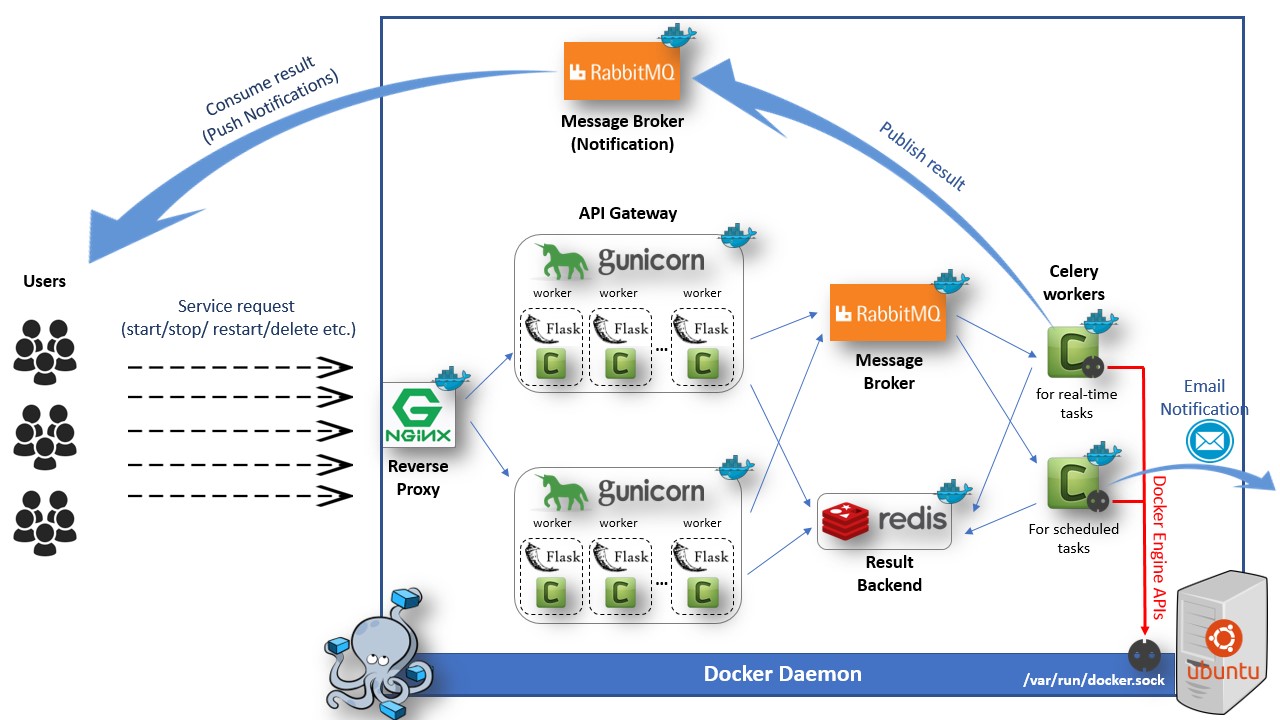 RabbitMQ
Message Broker
(Notification)
Consume result
(Push Notifications)
Publish result
API Gateway
gunicorn
worker worker worker
Flask Flask Flask
C C ... C
Users
Service request
(start/stop/ restart/delete etc.)
NGiNX
Reverse
Proxy
gunicorn
worker worker worker
Flask Flask Flask
C C ... C
RabbitMQ
Message
Broker
redis
Result
Backend
Celery
workers
C
for real-time
tasks
C
For scheduled
tasks
Email
Notification
Docker Engine APIs
Docker Daemon
/var/run/docker.sock
ubuntu